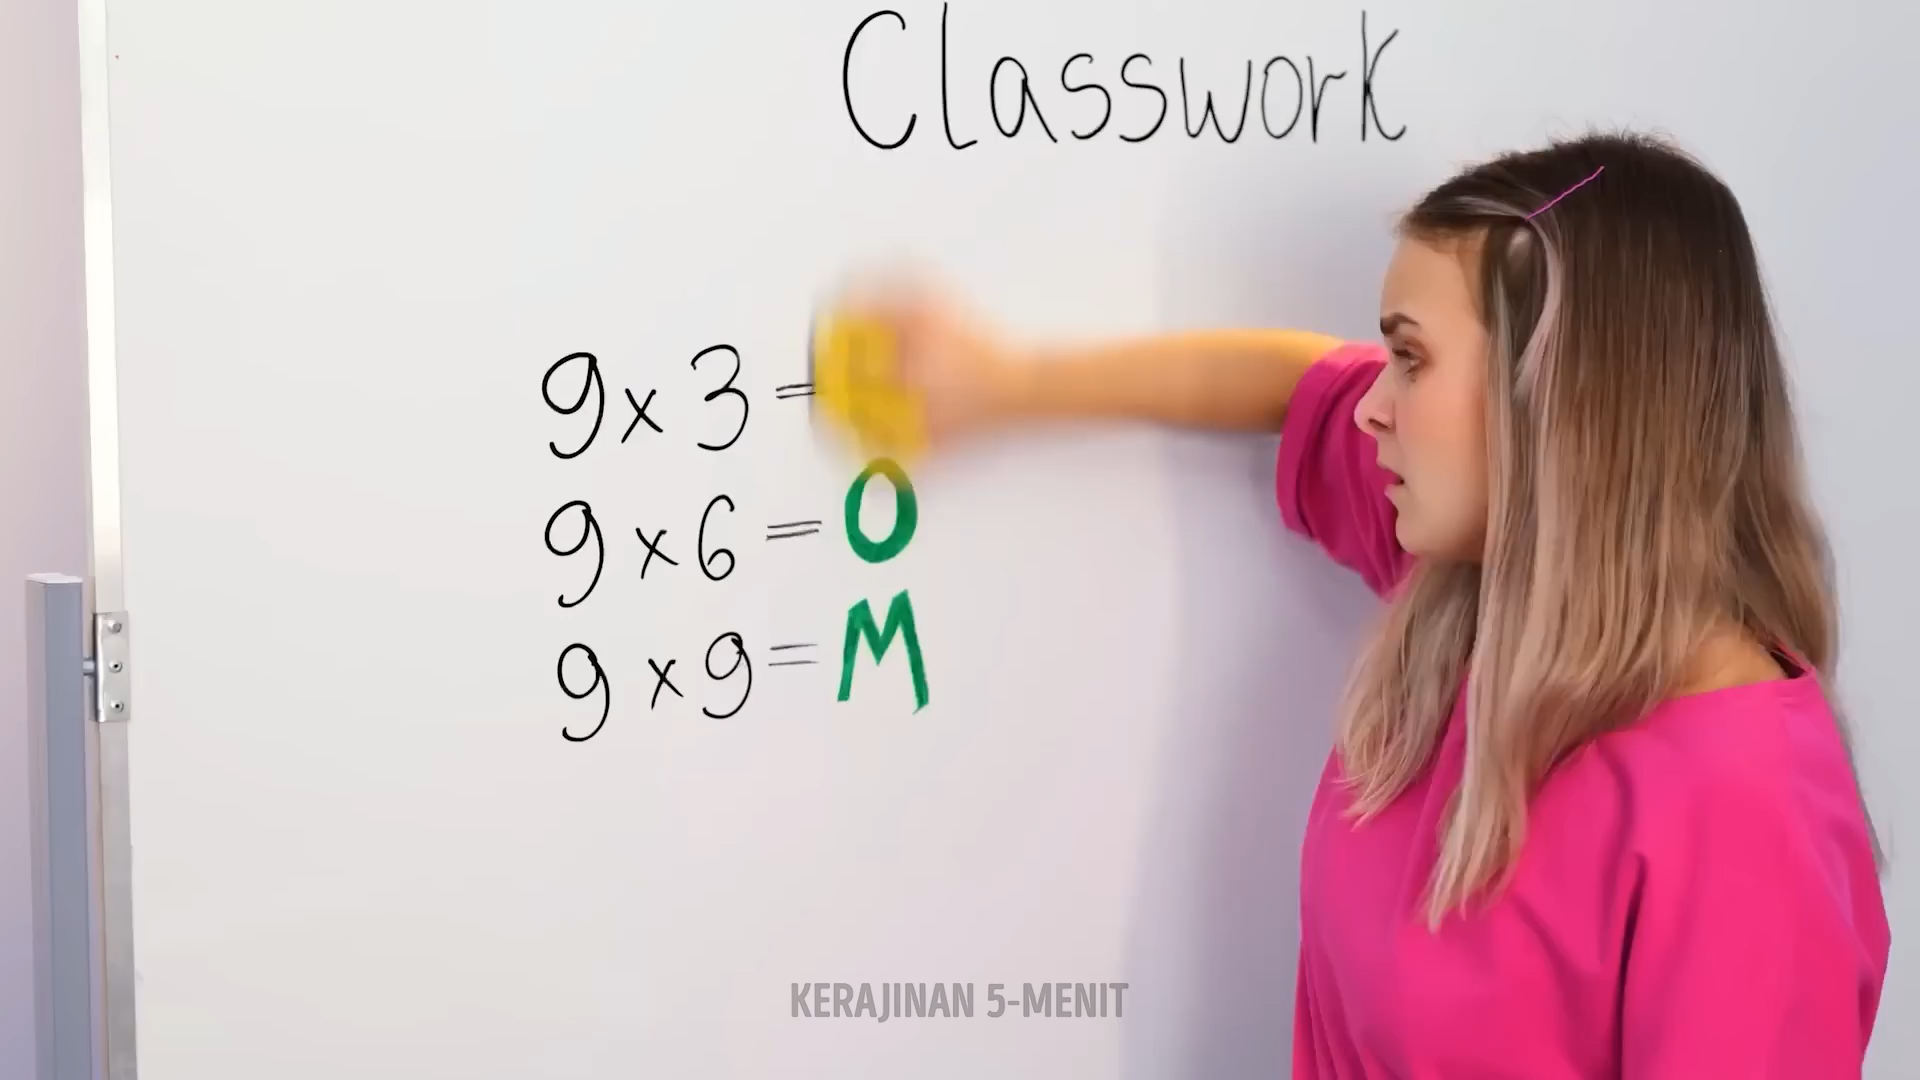 Classwork
9 x 3 =
9 x 6 = O
9 x 9 = M
KERAJINAN 5-MENIT